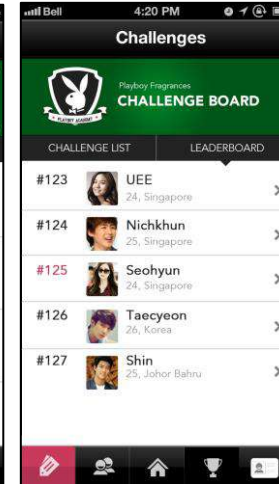 Bell 4:20 PM
Challenges
Playboy Fragrances
CHALLENGE BOARD
PLAYBOY ACADEMY
CHALLENGE LIST LEADERBOARD
#123 UEE
24, Singapore
#124 Nichkhun
25, Singapore
#125 Seohyun
24, Singapore
#126 Taecyeon
26, Korea
#127 Shin
25, Johor Bahru